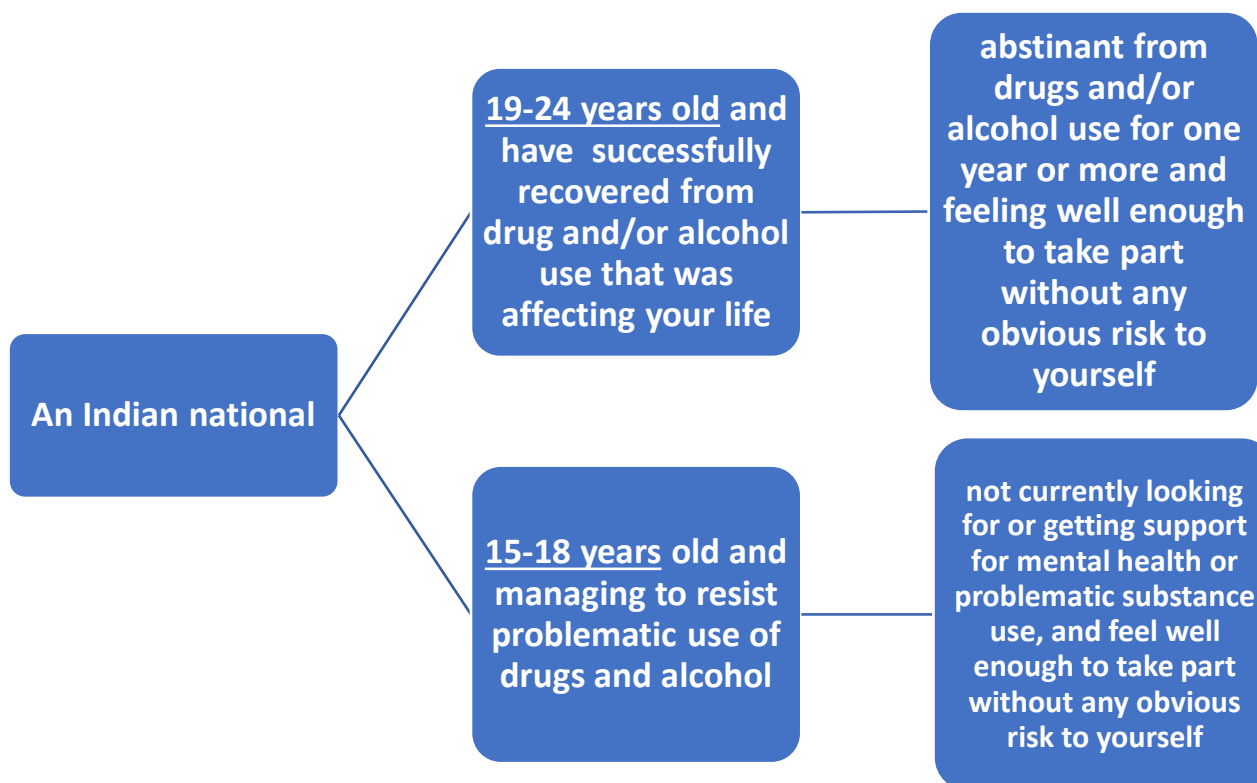 An Indian national
19-24 years old and
have  successfully
recovered from
drug and/or alcohol
use that was
affecting your life
abstinant from
drugs and/or
alcohol use for one
year or more and
feeling well enough
to take part
without any
obvious risk to
yourself
15-18 years old and
managing to resist
problematic use of
drugs and alcohol
not currently looking
for or getting support
for mental health or
problematic substance
use, and feel well
enough to take part
without any obvious
risk to yourself